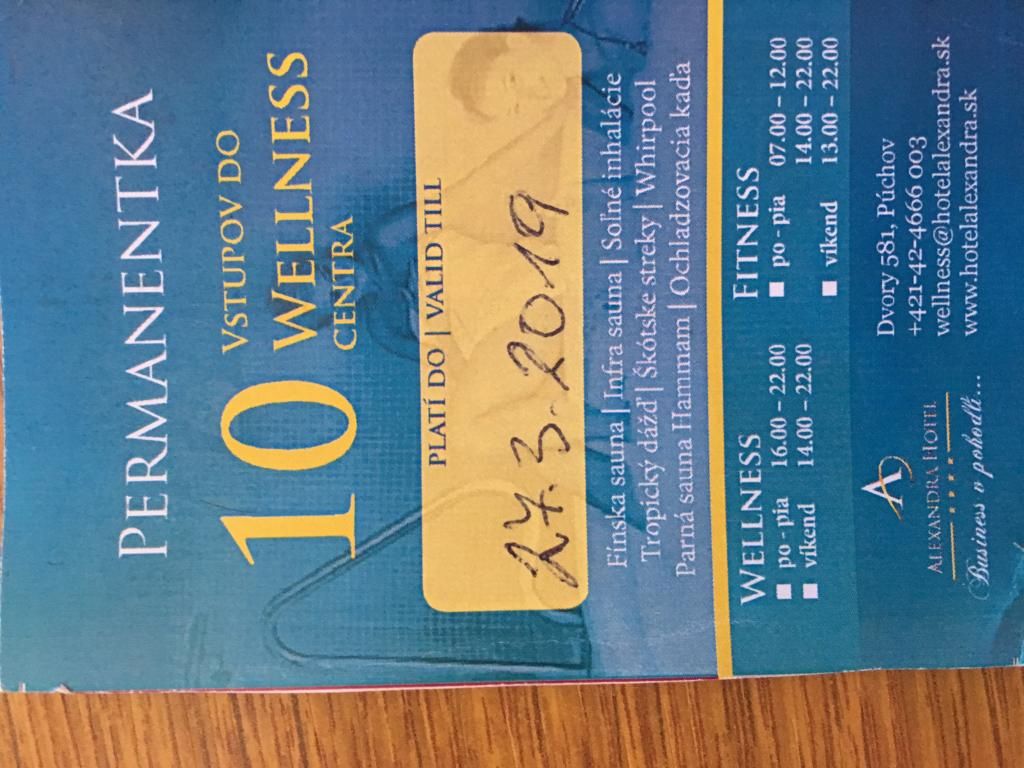 PERMANENTKA
10 VSTUPOV DO
WELLNESS
CENTRA
PLATÍ DO | VALID TILL
27.3.2019
Fínska sauna | Infra sauna | Soľné inhalácie
Tropický dážď | Škótske streky | Whirpool
Parná sauna Hammam | Ochladzovacia kaďa
WELLNESS
po - pia 16.00 – 22.00
víkend 14.00 – 22.00
FITNESS
po - pia 07.00 – 12.00
14.00 – 22.00
víkend 13.00 – 22.00
A
ALEXANDRA HOTEL
Business v pohodlí...
Dvory 581, Púchov
+421-42-4666 003
wellness@hotelalexandra.sk
www.hotelalexandra.sk